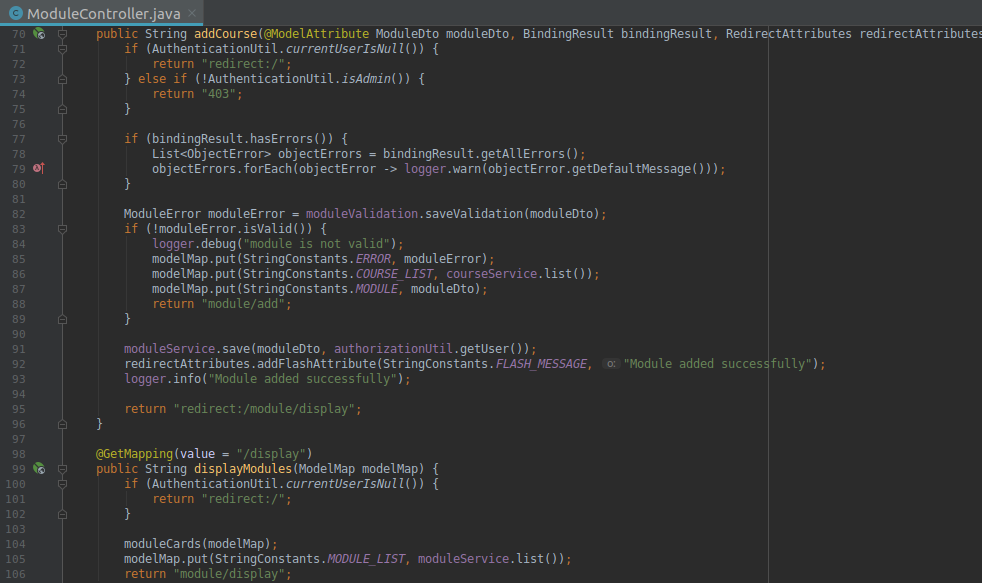 ModuleController.java ×
70 public String addCourse(@ModelAttribute ModuleDto moduleDto, BindingResult bindingResult, RedirectAttributes redirectAttributes
71 if (AuthenticationUtil.currentUserIsNull()) {
72 return "redirect:/";
73 } else if (!AuthenticationUtil.isAdmin()) {
74 return "403";
75 }
76
77 if (bindingResult.hasErrors()) {
78 List<ObjectError> objectErrors = bindingResult.getAllErrors();
79 objectErrors.forEach(objectError -> logger.warn(objectError.getDefaultMessage()));
80 }
81
82 ModuleError moduleError = moduleValidation.saveValidation(moduleDto);
83 if (!moduleError.isValid()) {
84 logger.debug("module is not valid");
85 modelMap.put(StringConstants.ERROR, moduleError);
86 modelMap.put(StringConstants.COURSE_LIST, courseService.list());
87 modelMap.put(StringConstants.MODULE, moduleDto);
88 return "module/add";
89 }
90
91 moduleService.save(moduleDto, authorizationUtil.getUser());
92 redirectAttributes.addFlashAttribute(StringConstants.FLASH_MESSAGE, o: "Module added successfully");
93 logger.info("Module added successfully");
94
95 return "redirect:/module/display";
96 }
97
98 @GetMapping(value = "/display")
99 public String displayModules(ModelMap modelMap) {
100 if (AuthenticationUtil.currentUserIsNull()) {
101 return "redirect:/";
102 }
103
104 moduleCards(modelMap);
105 modelMap.put(StringConstants.MODULE_LIST, moduleService.list());
106 return "module/display";